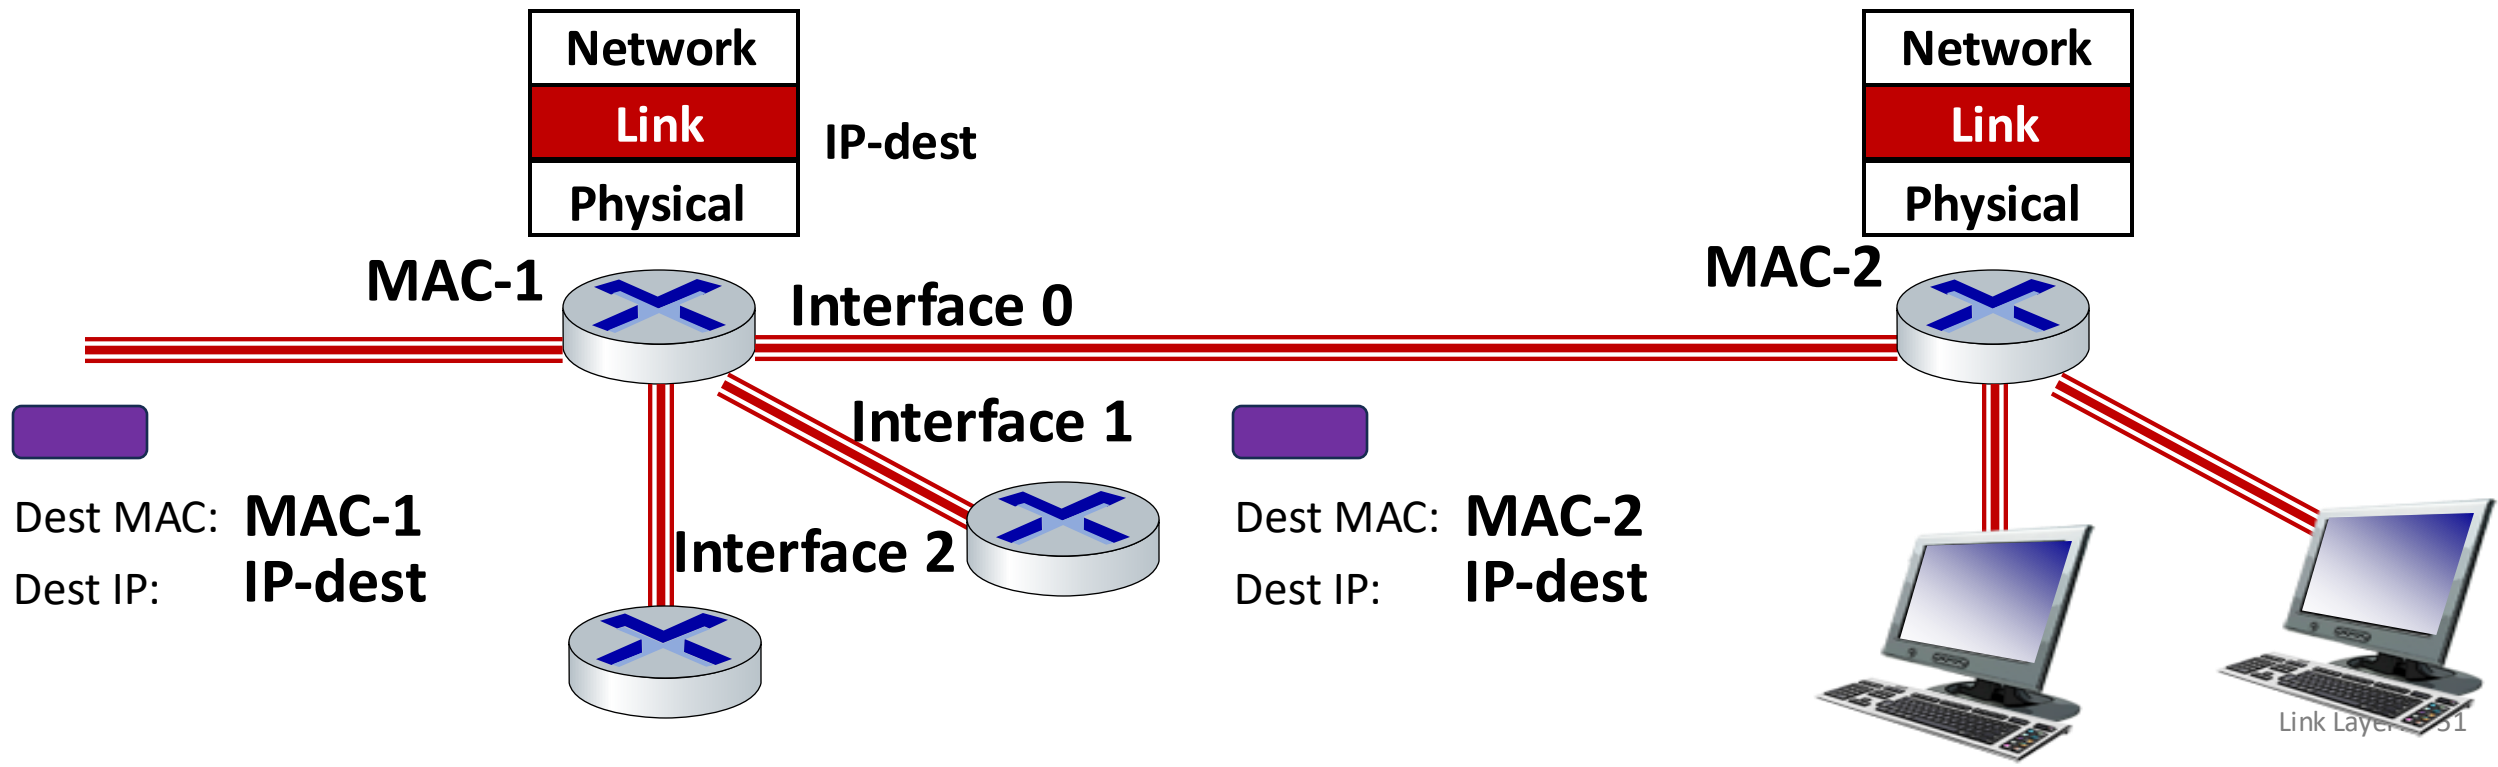 Network
Link
Physical
IP-dest
Network
Link
Physical
MAC-1
Interface 0
MAC-2
Interface 1
Interface 2
Dest MAC: MAC-1
Dest IP: IP-dest
Dest MAC: MAC-2
Dest IP: IP-dest
Link Layer